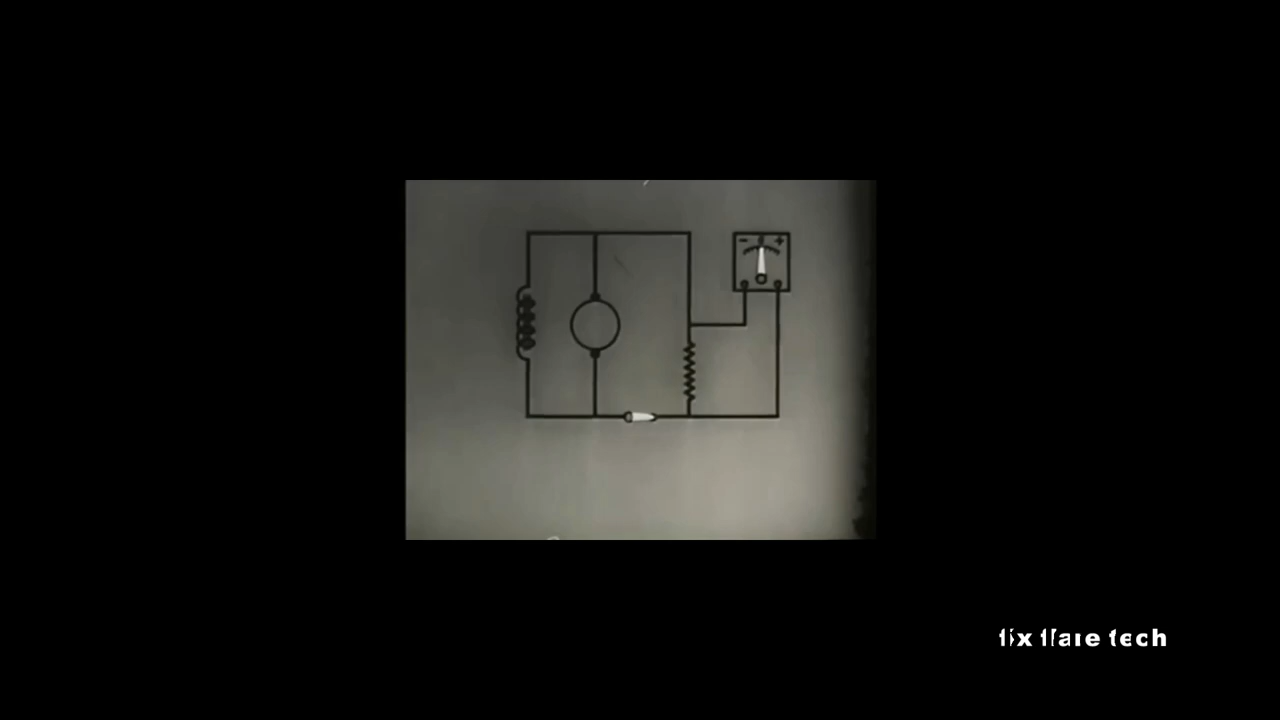 - +
fix flare tech